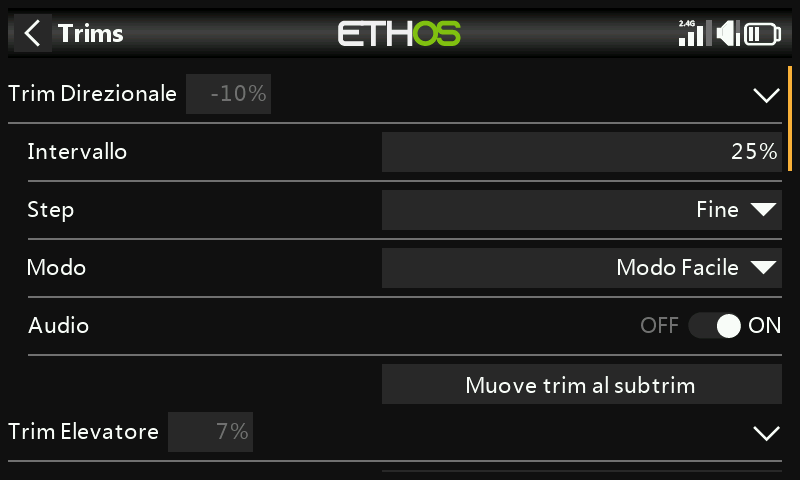 Trims ETHOS 2.4G
Trim Direzionale -10%
Intervallo 25%
Step Fine
Modo Modo Facile
Audio OFF ON
Muove trim al subtrim
Trim Elevatore 7%